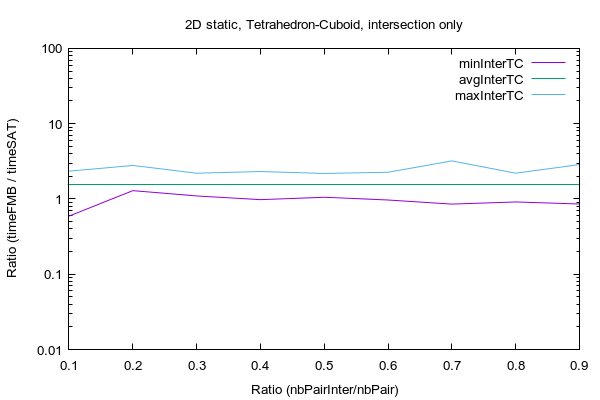 2D static, Tetrahedron-Cuboid, intersection only
100
10
1
0.1
0.01
Ratio (timeFMB / timeSAT)
minInterTC
avgInterTC
maxInterTC
0.1 0.2 0.3 0.4 0.5 0.6 0.7 0.8 0.9
Ratio (nbPairInter/nbPair)